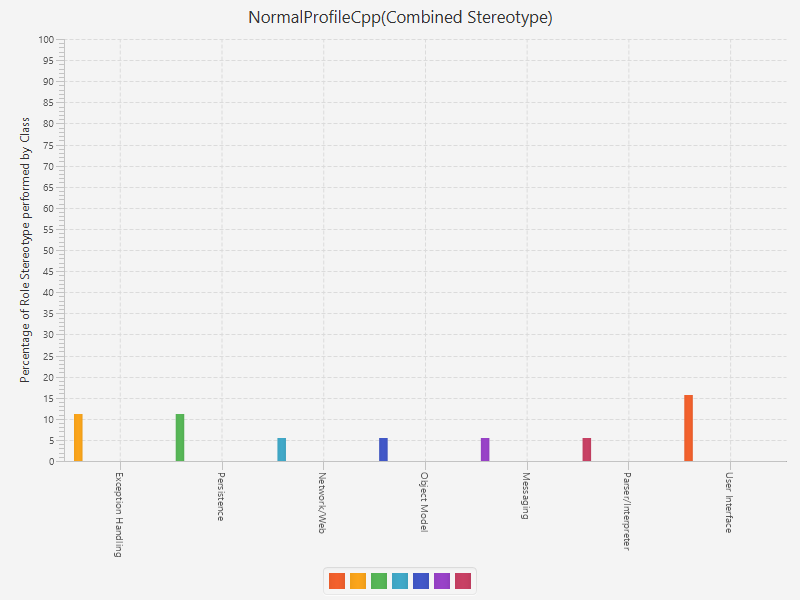 NormalProfileCpp(Combined Stereotype)
Percentage of Role Stereotype performed by Class
100
95
90
85
80
75
70
65
60
55
50
45
40
35
30
25
20
15
10
5
0
Exception Handling
Persistence
Network/Web
Object Model
Messaging
Parser/Interpreter
User Interface